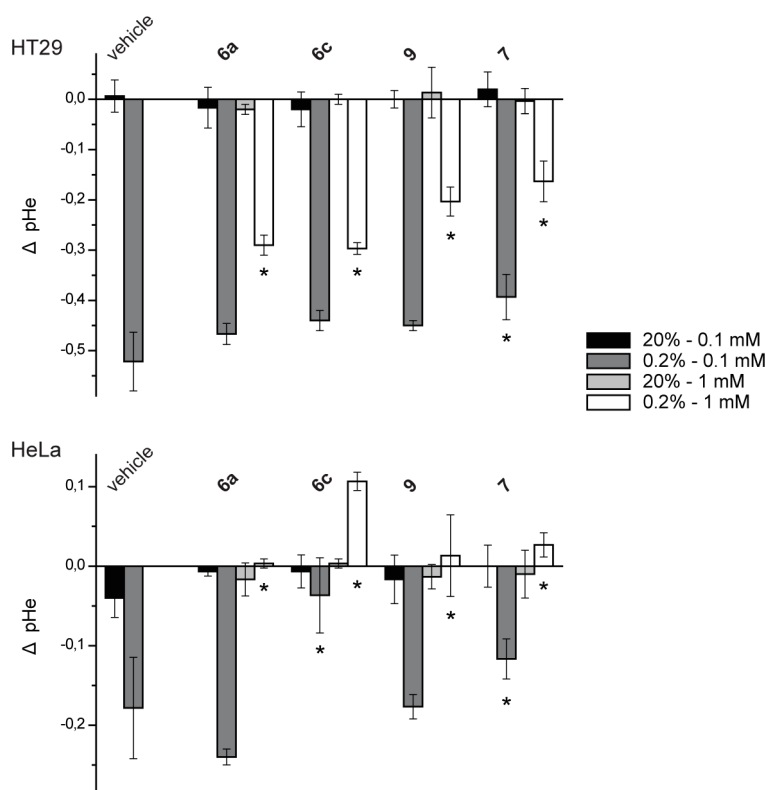 HT29
vehicle 6a 6c 9 7
0,0
-0,1
-0,2
-0,3
-0,4
-0,5
Δ pHe
* * * * *
20% - 0.1 mM
0.2% - 0.1 mM
20% - 1 mM
0.2% - 1 mM
HeLa
vehicle 6a 6c 9 7
0,1
0,0
-0,1
-0,2
Δ pHe
* * * * * *